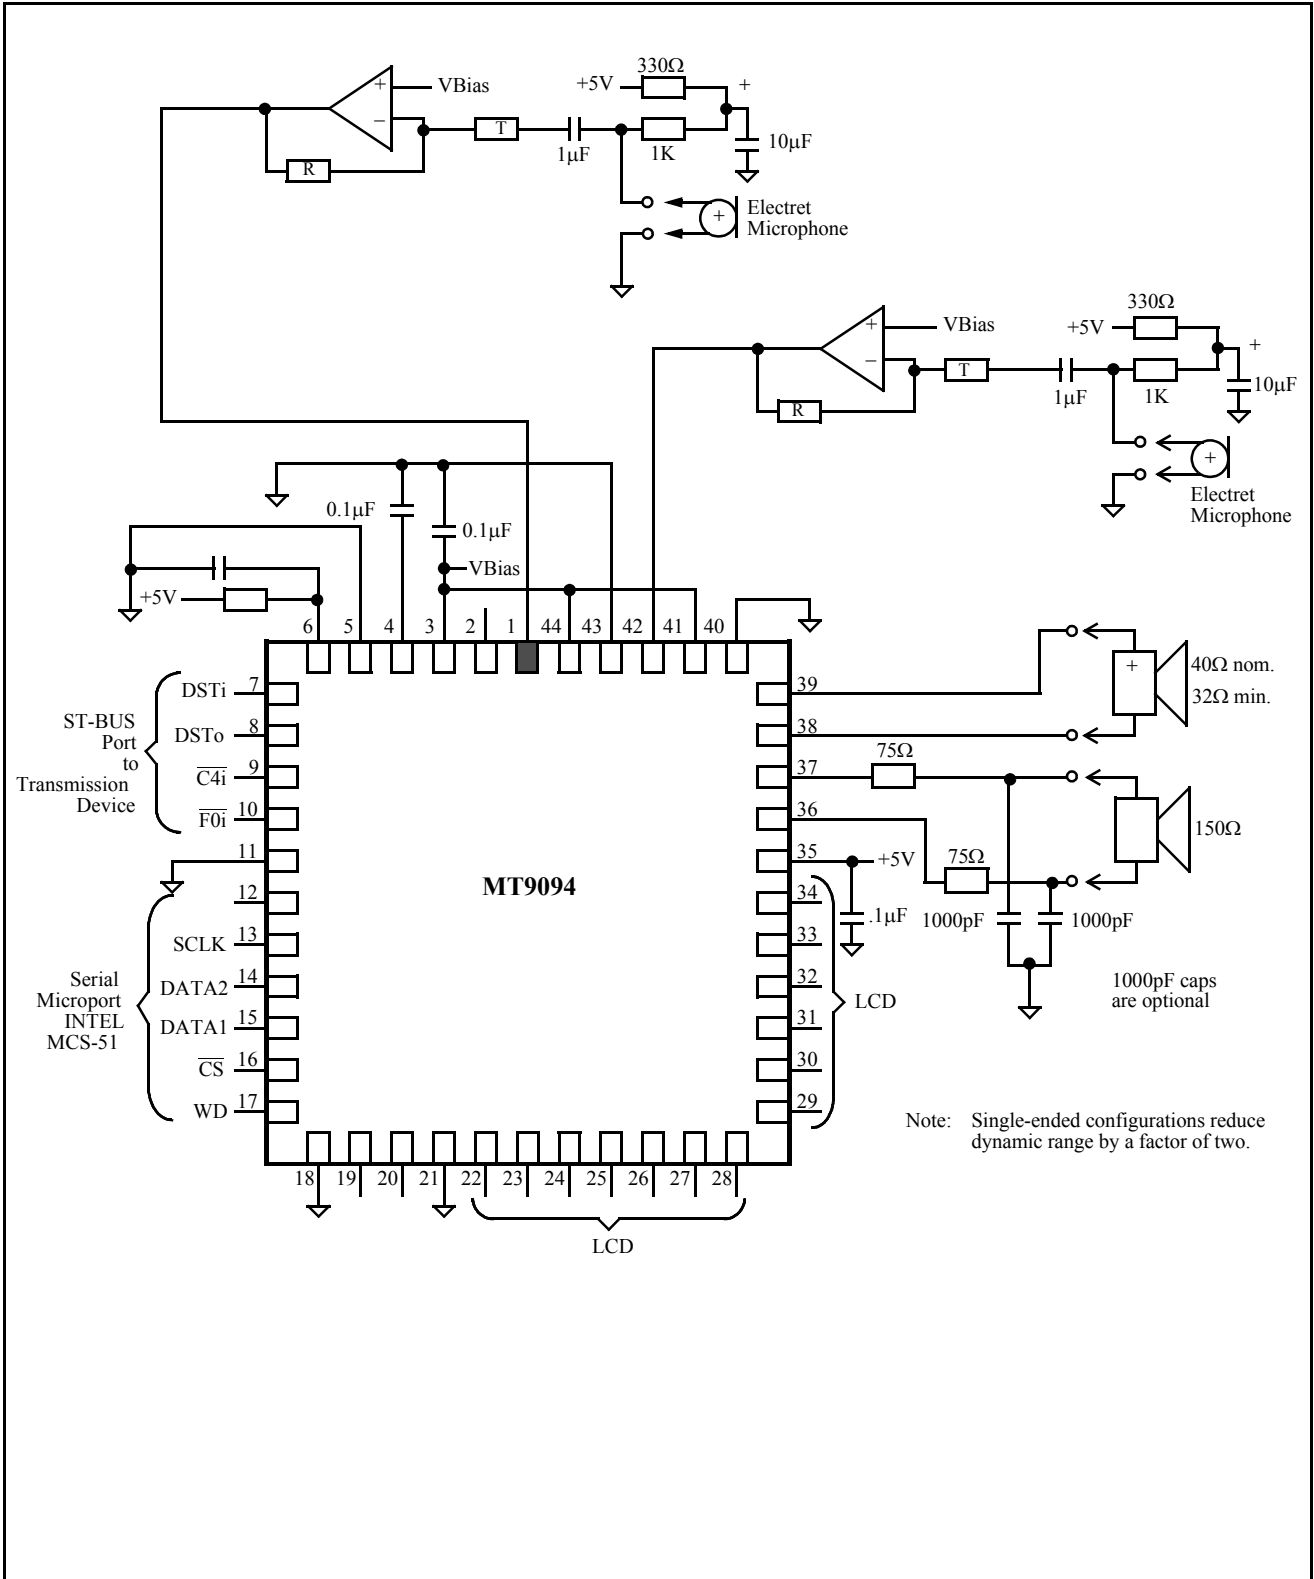 330Ω
+5V
+
+
VBias
–
T
1µF
1K
10µF
R
+
Electret
Microphone
330Ω
+5V
+
+
VBias
–
T
1µF
1K
10µF
R
+
Electret
Microphone
0.1µF
0.1µF
VBias
+5V
6 5 4 3 2 1 44 43 42 41 40
ST-BUS
Port
to
Transmission
Device
DSTi 7
DSTo 8
C4i 9
F0i 10
11
12
Serial
Microport
INTEL
MCS-51
SCLK 13
DATA2 14
DATA1 15
CS 16
WD 17
MT9094
39
38
37
36
35
34
33
32
31
30
29
+5V
.1µF
LCD
+
40Ω nom.
32Ω min.
75Ω
75Ω
150Ω
1000pF
1000pF
1000pF caps
are optional
Note: Single-ended configurations reduce
dynamic range by a factor of two.
18 19 20 21 22 23 24 25 26 27 28
LCD